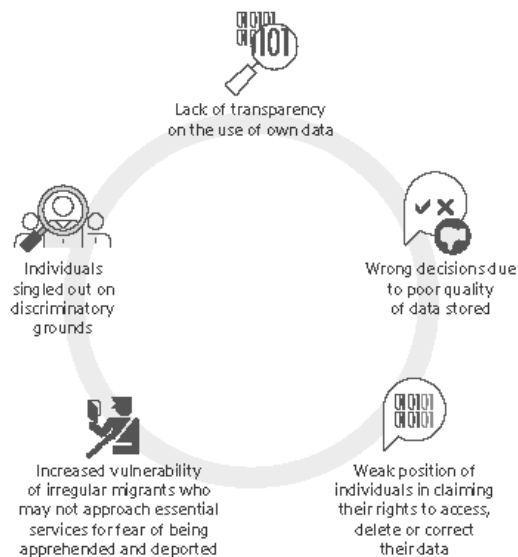 Lack of transparency
on the use of own data
Wrong decisions due
to poor quality
of data stored
Weak position of
individuals in claiming
their rights to access,
delete or correct
their data
Increased vulnerability
of irregular migrants who
may not approach essential
services for fear of being
apprehended and deported
Individuals
singled out on
discriminatory
grounds